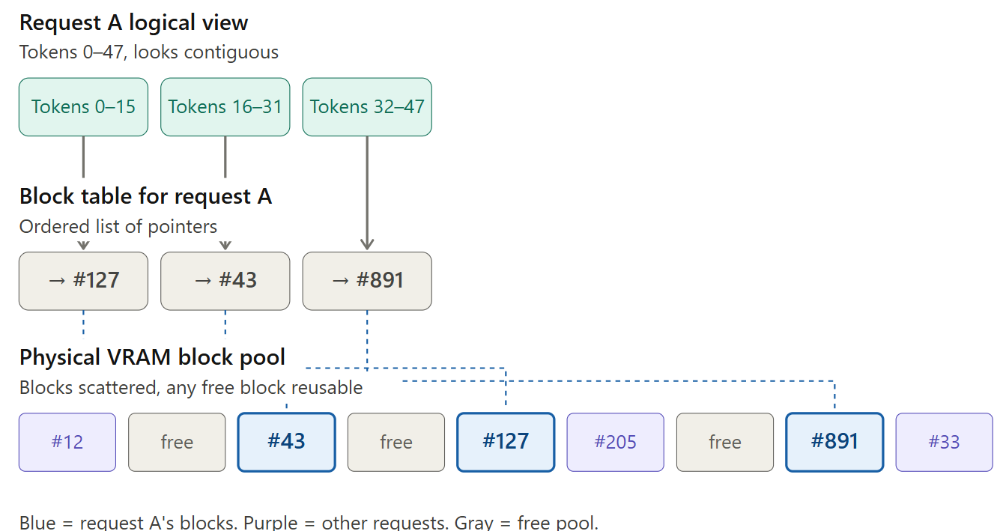 Request A logical view
Tokens 0–47, looks contiguous
Tokens 0–15 Tokens 16–31 Tokens 32–47
Block table for request A
Ordered list of pointers
→ #127 → #43 → #891
Physical VRAM block pool
Blocks scattered, any free block reusable
#12 free #43 free #127 #205 free #891 #33
Blue = request A's blocks. Purple = other requests. Gray = free pool.